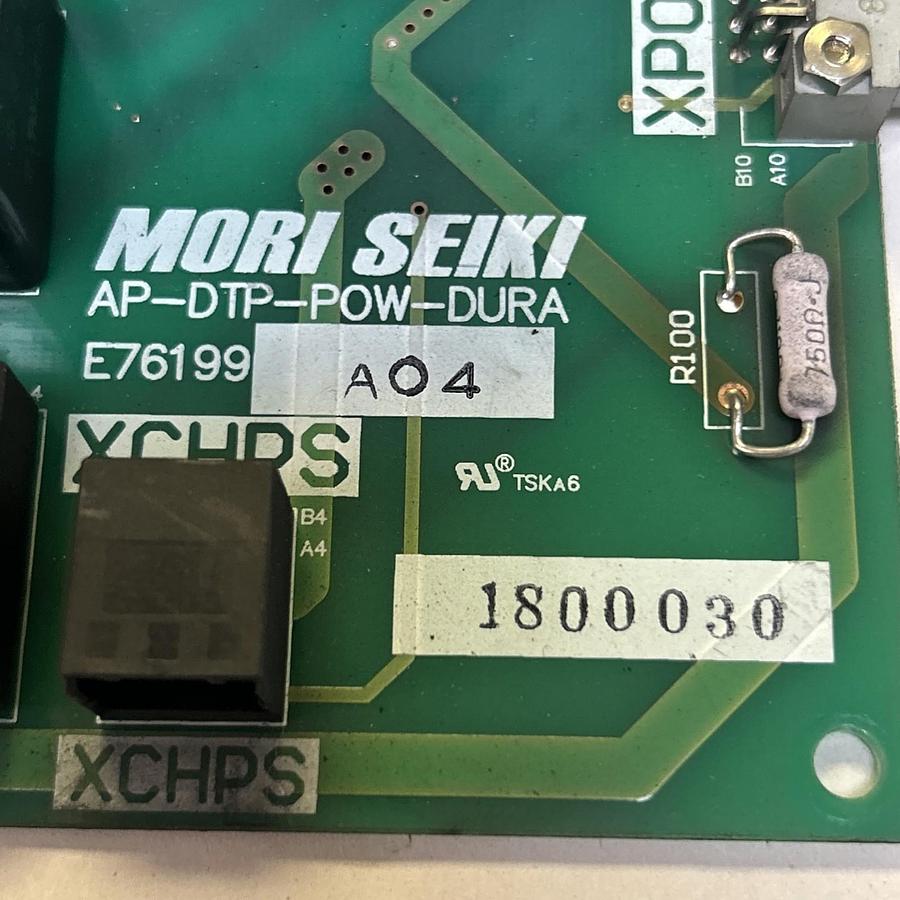 XPO
B10
A10
MORI SEIKI
AP-DTP-POW-DURA
E76199
A04
R100
750Ω·J
XCHPS
B4
A4
RU® TSKA6
1800030
XCHPS